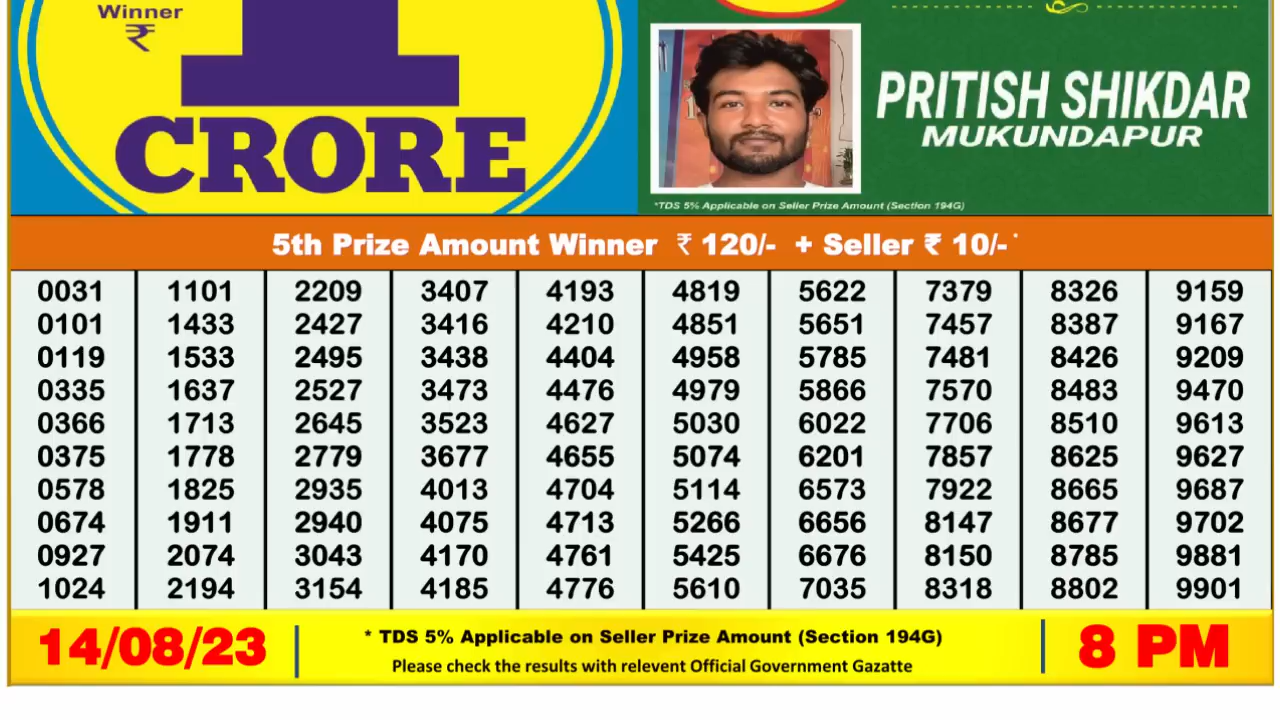 Winner
₹
1
CRORE
PRITISH SHIKDAR
MUKUNDAPUR
*TDS 5% Applicable on Seller Prize Amount (Section 194G)
5th Prize Amount Winner ₹ 120/- + Seller ₹ 10/- *
0031 1101 2209 3407 4193 4819 5622 7379 8326 9159
0101 1433 2427 3416 4210 4851 5651 7457 8387 9167
0119 1533 2495 3438 4404 4958 5785 7481 8426 9209
0335 1637 2527 3473 4476 4979 5866 7570 8483 9470
0366 1713 2645 3523 4627 5030 6022 7706 8510 9613
0375 1778 2779 3677 4655 5074 6201 7857 8625 9627
0578 1825 2935 4013 4704 5114 6573 7922 8665 9687
0674 1911 2940 4075 4713 5266 6656 8147 8677 9702
0927 2074 3043 4170 4761 5425 6676 8150 8785 9881
1024 2194 3154 4185 4776 5610 7035 8318 8802 9901
14/08/23
* TDS 5% Applicable on Seller Prize Amount (Section 194G)
Please check the results with relevent Official Government Gazatte
8 PM